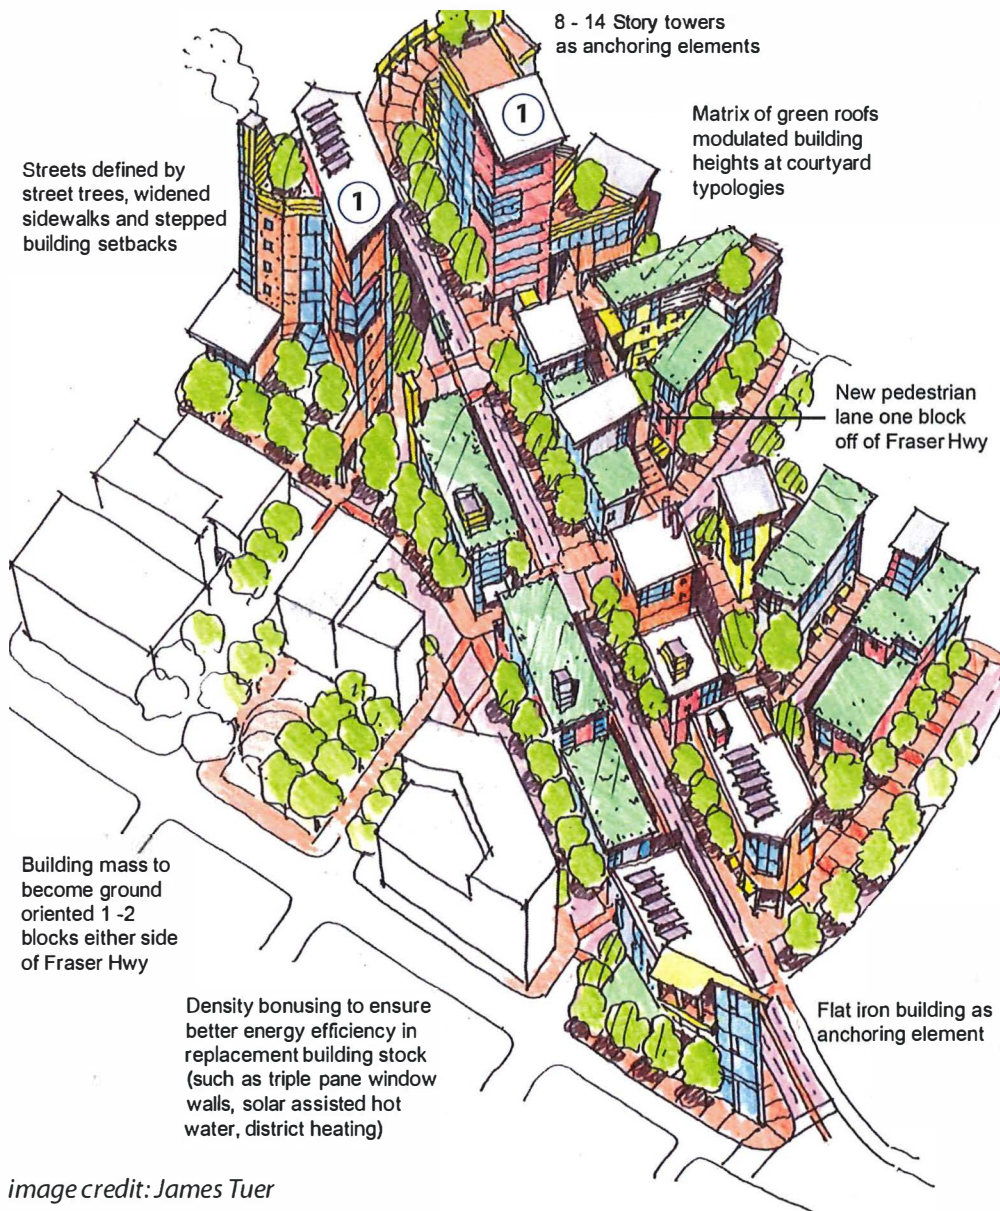 8 - 14 Story towers
as anchoring elements
1
Matrix of green roofs
modulated building
heights at courtyard
typologies
Streets defined by
street trees, widened
sidewalks and stepped
building setbacks
1
New pedestrian
lane one block
off of Fraser Hwy
Building mass to
become ground
oriented 1 -2
blocks either side
of Fraser Hwy
Density bonusing to ensure
better energy efficiency in
replacement building stock
(such as triple pane window
walls, solar assisted hot
water, district heating)
Flat iron building as
anchoring element
image credit: James Tuer